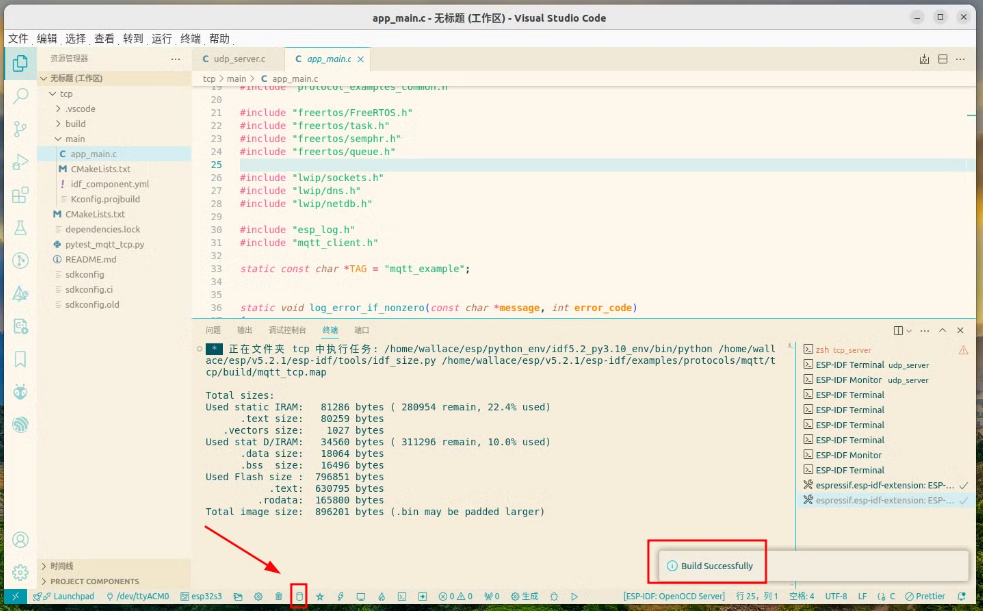 app_main.c - 无标题 (工作区) - Visual Studio Code
文件 编辑 选择 查看 转到 运行 终端 帮助
资源管理器
无标题 (工作区)
tcp
.vscode
build
main
C app_main.c
M CMakeLists.txt
! idf_component.yml
Kconfig.projbuild
M CMakeLists.txt
dependencies.lock
pytest_mqtt_tcp.py
README.md
sdkconfig
sdkconfig.ci
sdkconfig.old
时间线
PROJECT COMPONENTS
C udp_server.c
C app_main.c
tcp > main > C app_main.c
19 #include "protocol_examples_common.h"
20
21 #include "freertos/FreeRTOS.h"
22 #include "freertos/task.h"
23 #include "freertos/semphr.h"
24 #include "freertos/queue.h"
25
26 #include "lwip/sockets.h"
27 #include "lwip/dns.h"
28 #include "lwip/netdb.h"
29
30 #include "esp_log.h"
31 #include "mqtt_client.h"
32
33 static const char *TAG = "mqtt_example";
34
35
36 static void log_error_if_nonzero(const char *message, int error_code)
问题 输出 调试控制台 终端 端口
* 正在文件夹 tcp 中执行任务: /home/wallace/esp/python_env/idf5.2_py3.10_env/bin/python /home/wall
ace/esp/v5.2.1/esp-idf/tools/idf_size.py /home/wallace/esp/v5.2.1/esp-idf/examples/protocols/mqtt/t
cp/build/mqtt_tcp.map
Total sizes:
Used static IRAM: 81286 bytes ( 280954 remain, 22.4% used)
.text size: 80259 bytes
.vectors size: 1027 bytes
Used stat D/IRAM: 34560 bytes ( 311296 remain, 10.0% used)
.data size: 18064 bytes
.bss size: 16496 bytes
Used Flash size : 796851 bytes
.text: 630795 bytes
.rodata: 165800 bytes
Total image size: 896201 bytes (.bin may be padded larger)
zsh tcp_server
ESP-IDF Terminal udp_server
ESP-IDF Monitor udp_server
ESP-IDF Terminal
ESP-IDF Terminal
ESP-IDF Terminal
ESP-IDF Terminal
ESP-IDF Monitor
ESP-IDF Terminal
espressif.esp-idf-extension: ESP-...
espressif.esp-idf-extension: ESP-...
Build Successfully
Launchpad /dev/ttyACM0 esp32s3 0 0 0 生成 [ESP-IDF: OpenOCD Server] 行 25, 列 1 空格: 4 UTF-8 LF C Prettier